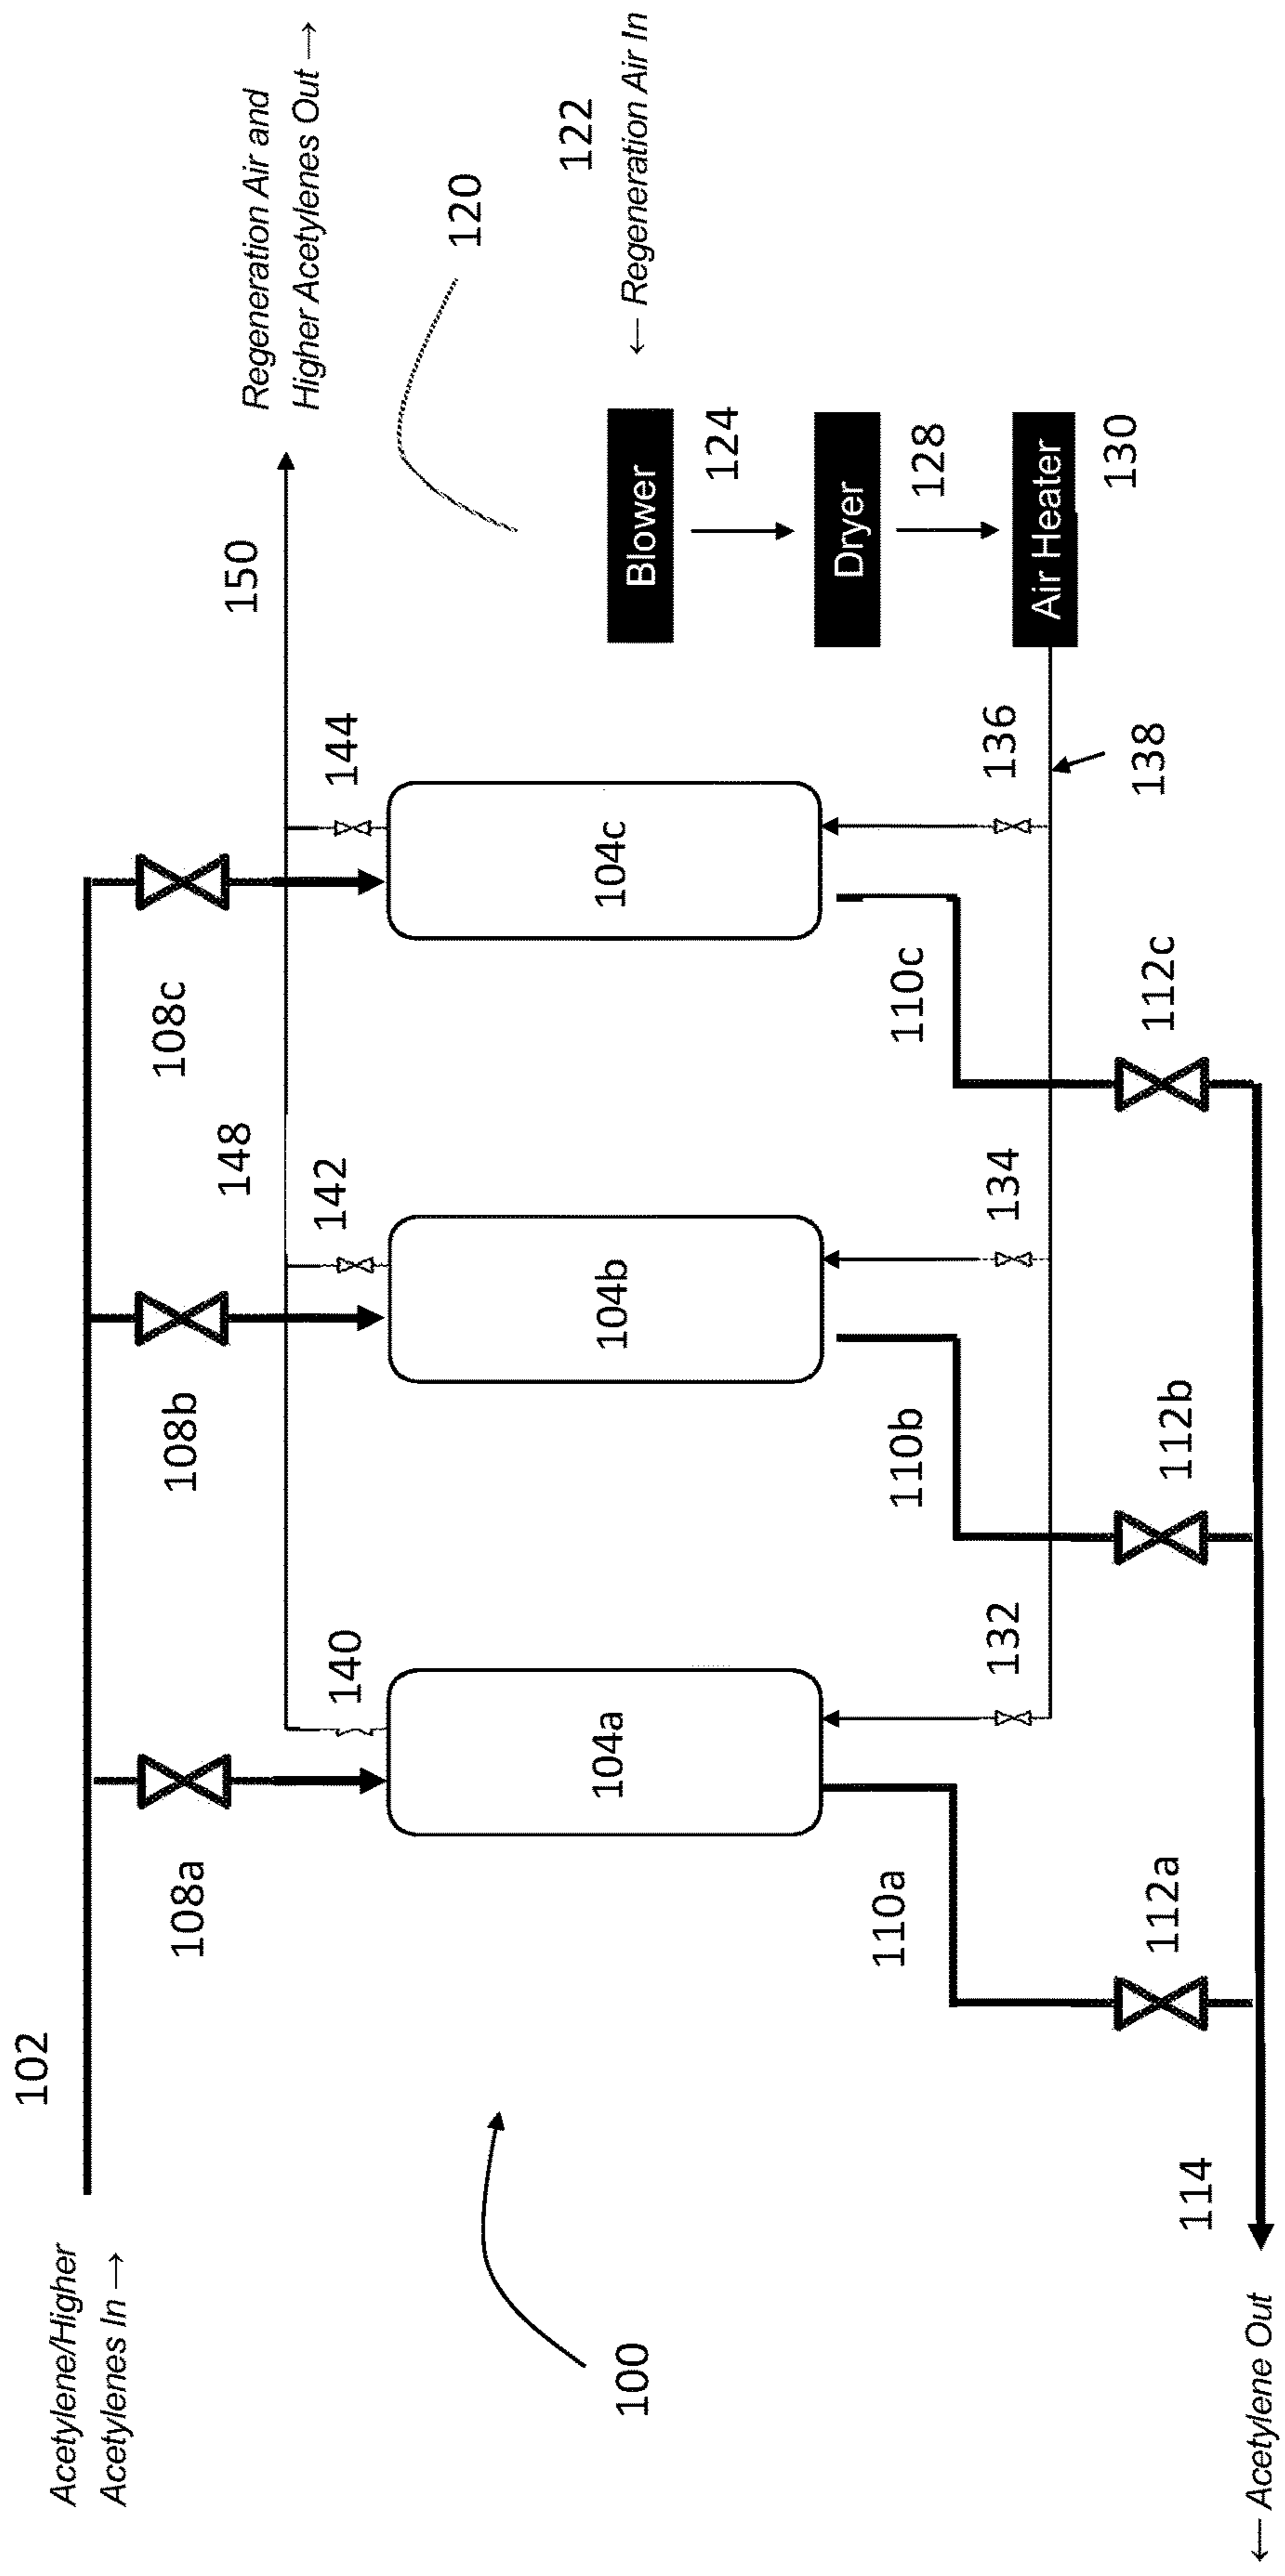 Acetylene/Higher
Acetylenes In →
102
108a
108b
108c
148
150
Regeneration Air and
Higher Acetylenes Out →
140
142
144
120
122
← Regeneration Air In
104a
104b
104c
Blower
124
Dryer
128
Air Heater
130
100
110a
110b
110c
132
134
136
138
112a
112b
112c
114
← Acetylene Out